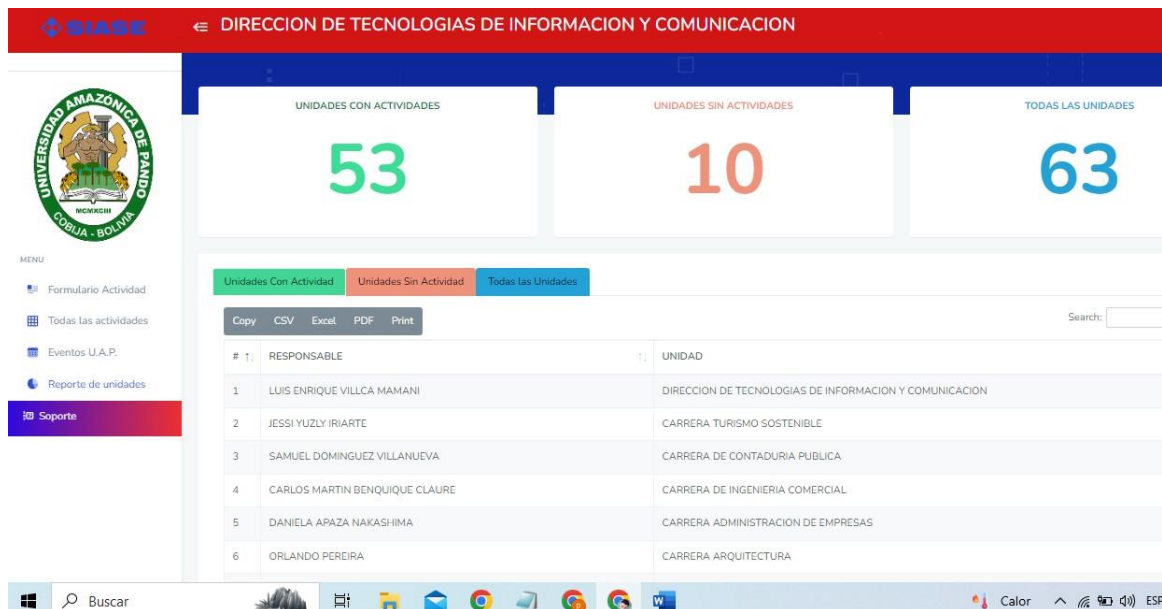 SIASE
DIRECCION DE TECNOLOGIAS DE INFORMACION Y COMUNICACION
UNIVERSIDAD AMAZÓNICA DE PANDO
MCMXCIII
COBIJA - BOLIVIA
UNIDADES CON ACTIVIDADES
53
UNIDADES SIN ACTIVIDADES
10
TODAS LAS UNIDADES
63
MENU
Formulario Actividad
Todas las actividades
Eventos U.A.P.
Reporte de unidades
Soporte
Unidades Con Actividad Unidades Sin Actividad Todas las Unidades
Copy CSV Excel PDF Print
Search:
# RESPONSABLE UNIDAD
1 LUIS ENRIQUE VILLCA MAMANI DIRECCION DE TECNOLOGIAS DE INFORMACION Y COMUNICACION
2 JESSI YUZLY IRIARTE CARRERA TURISMO SOSTENIBLE
3 SAMUEL DOMINGUEZ VILLANUEVA CARRERA DE CONTADURIA PUBLICA
4 CARLOS MARTIN BENQUIQUE CLAURE CARRERA DE INGENIERIA COMERCIAL
5 DANIELA APAZA NAKASHIMA CARRERA ADMINISTRACION DE EMPRESAS
6 ORLANDO PEREIRA CARRERA ARQUITECTURA
Buscar
Calor ESP